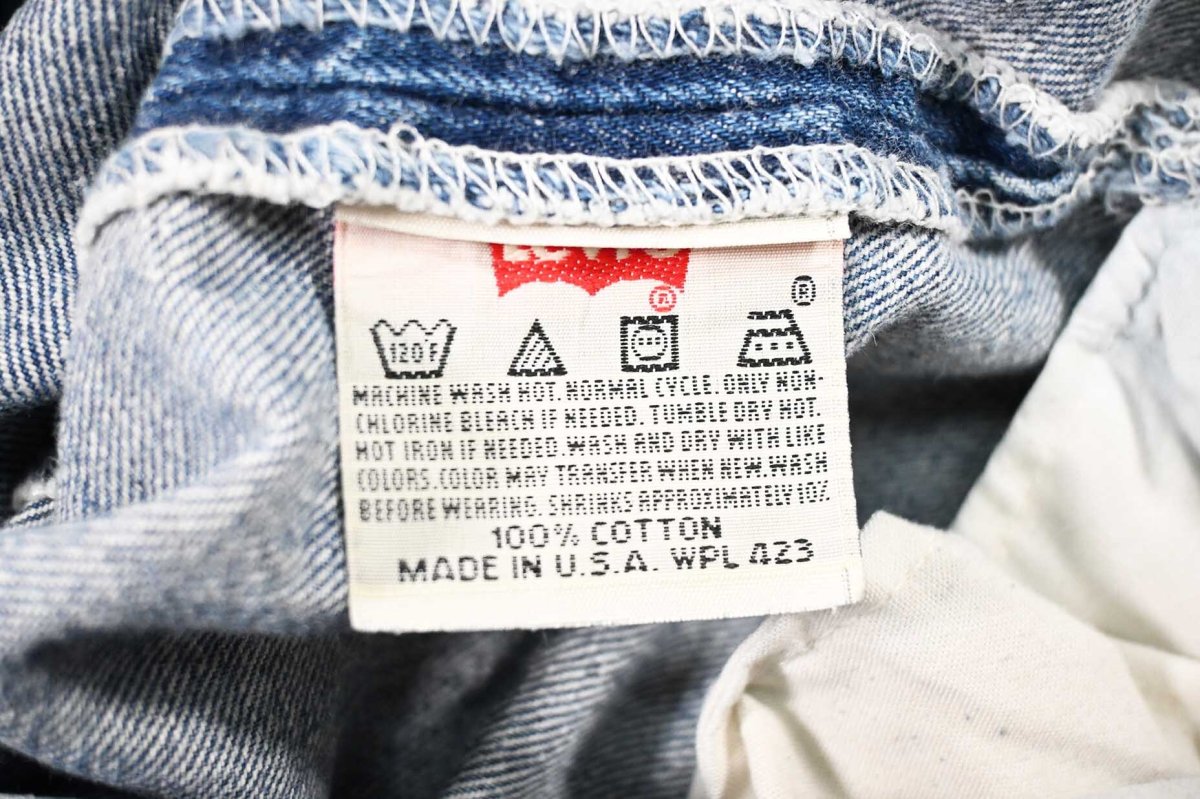 LEVI'S
®
®
120°F
MACHINE WASH HOT. NORMAL CYCLE. ONLY NON-
CHLORINE BLEACH IF NEEDED. TUMBLE DRY HOT.
HOT IRON IF NEEDED. WASH AND DRY WITH LIKE
COLORS. COLOR MAY TRANSFER WHEN NEW. WASH
BEFORE WEARING. SHRINKS APPROXIMATELY 10%
100% COTTON
MADE IN U.S.A. WPL 423